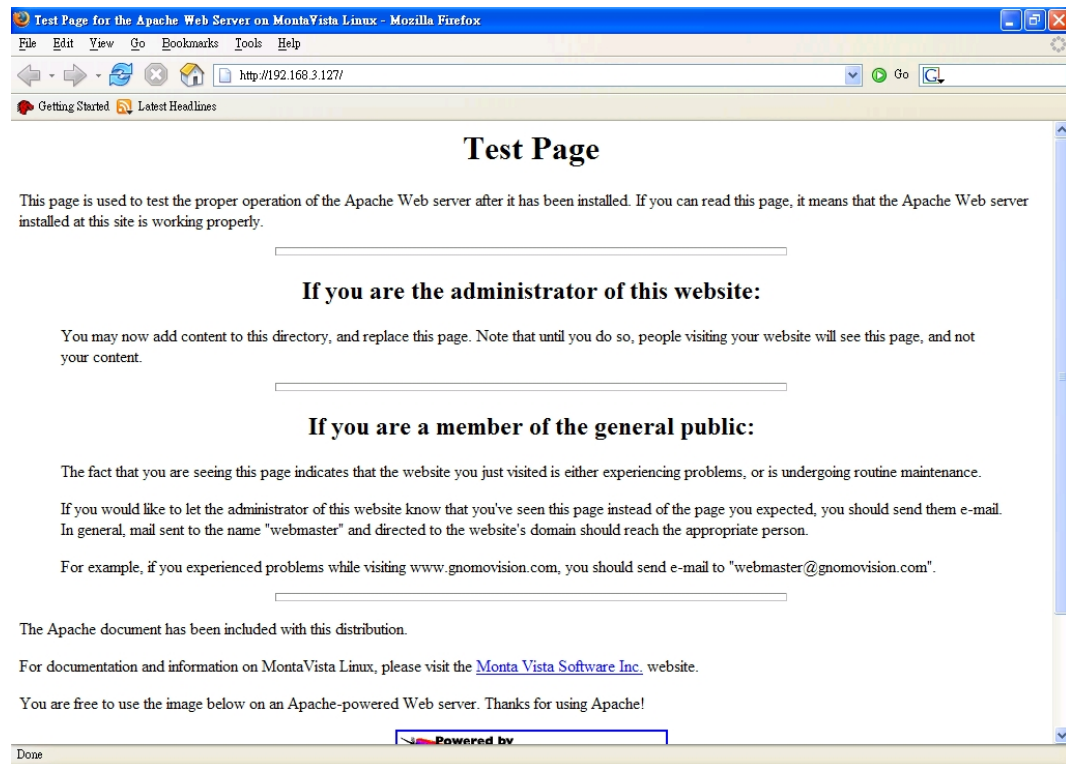 Test Page for the Apache Web Server on MontaVista Linux - Mozilla Firefox
File Edit View Go Bookmarks Tools Help
http://192.168.3.127/ Go G
Getting Started Latest Headlines
Test Page
This page is used to test the proper operation of the Apache Web server after it has been installed. If you can read this page, it means that the Apache Web server
installed at this site is working properly.
If you are the administrator of this website:
You may now add content to this directory, and replace this page. Note that until you do so, people visiting your website will see this page, and not
your content.
If you are a member of the general public:
The fact that you are seeing this page indicates that the website you just visited is either experiencing problems, or is undergoing routine maintenance.
If you would like to let the administrator of this website know that you've seen this page instead of the page you expected, you should send them e-mail.
In general, mail sent to the name "webmaster" and directed to the website's domain should reach the appropriate person.
For example, if you experienced problems while visiting www.gnomovision.com, you should send e-mail to "webmaster@gnomovision.com".
The Apache document has been included with this distribution.
For documentation and information on MontaVista Linux, please visit the Monta Vista Software Inc. website.
You are free to use the image below on an Apache-powered Web server. Thanks for using Apache!
Powered by
Done